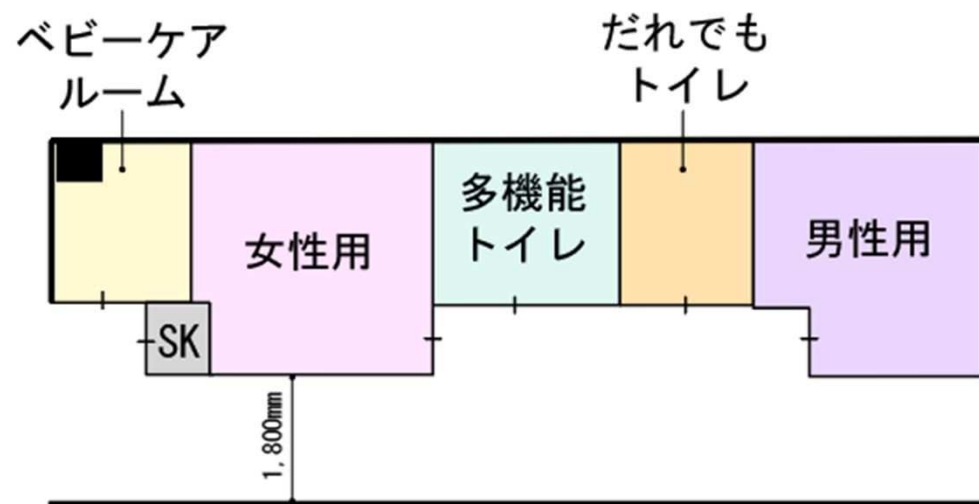 ベビーケア
ルーム
だれでも
トイレ
女性用
多機能
トイレ
男性用
SK
1,800mm